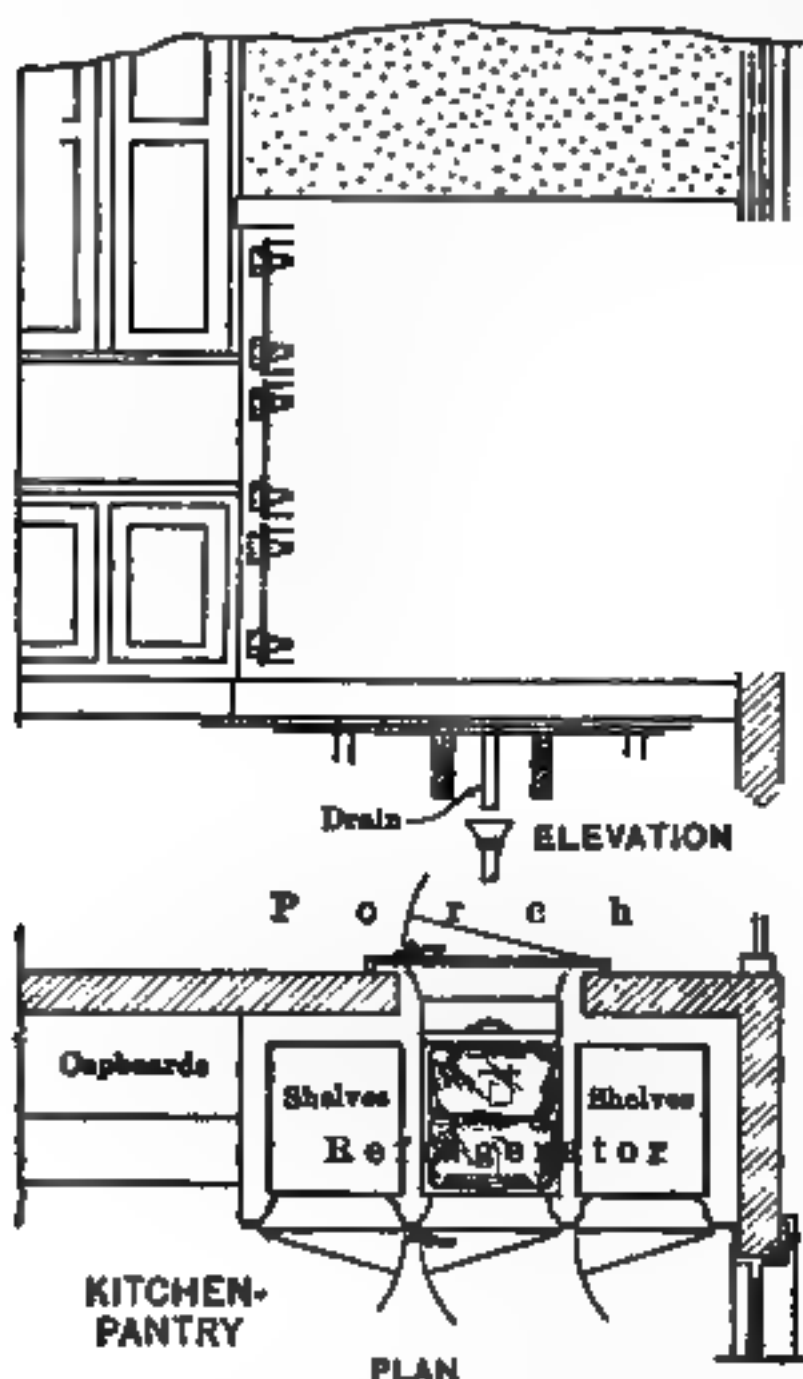 Drain
ELEVATION
Porch
Cupboards
Shelves
Shelves
Refrigerator
KITCHEN-
PANTRY
PLAN